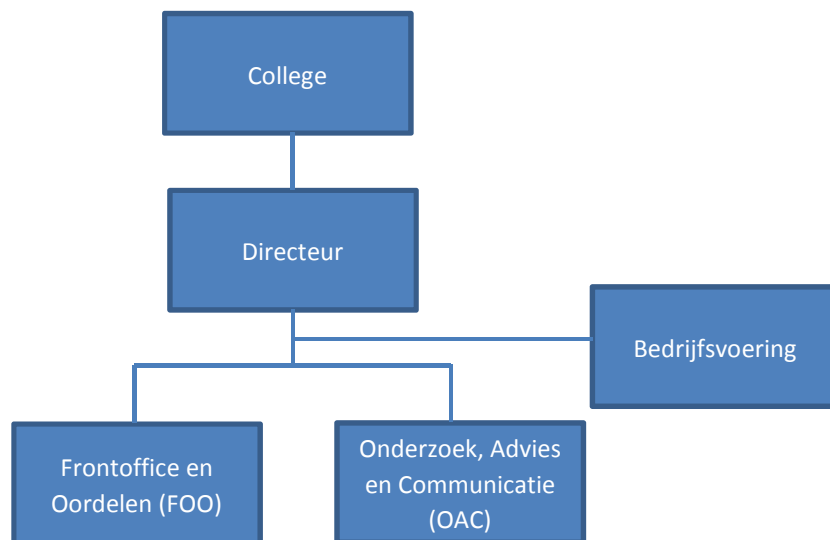 College
Directeur
Bedrijfsvoering
Frontoffice en
Oordelen (FOO)
Onderzoek, Advies
en Communicatie
(OAC)